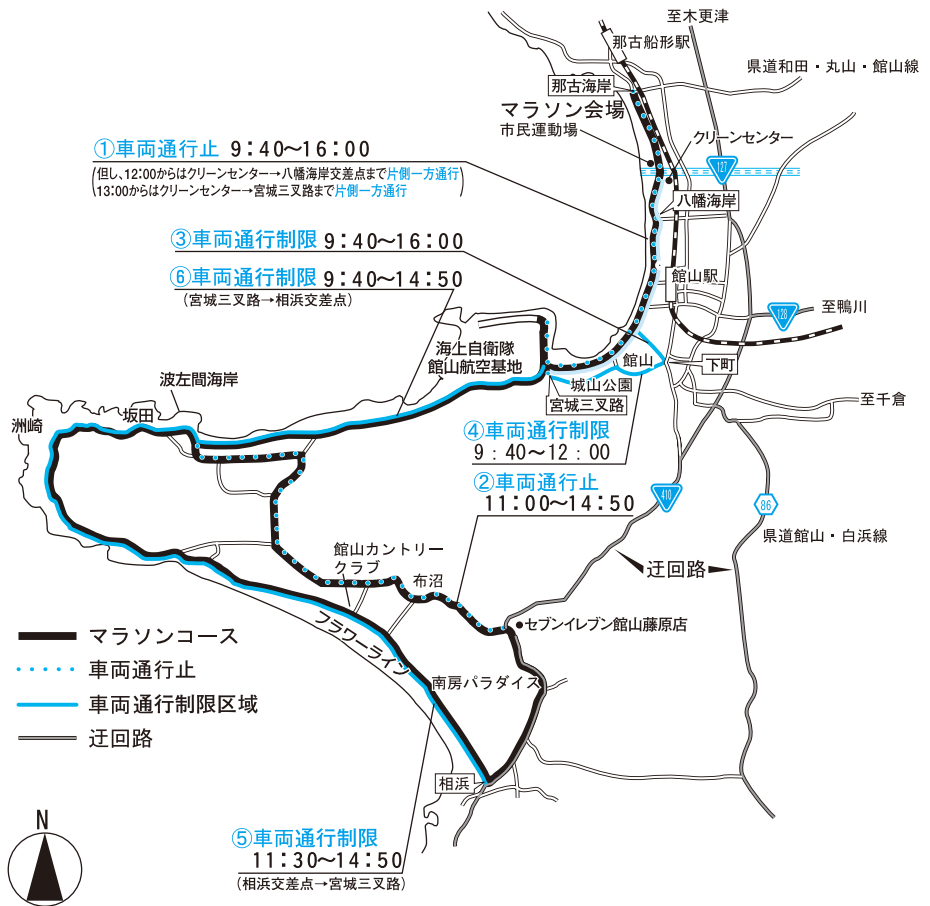 至木更津
那古船形駅
県道和田・丸山・館山線
那古海岸
マラソン会場
市民運動場
クリーンセンター
①車両通行止 9:40〜16:00
(但し、12:00からはクリーンセンター→八幡海岸交差点まで片側一方通行)
(13:00からはクリーンセンター→宮城三叉路まで片側一方通行)
127
八幡海岸
③車両通行制限 9:40〜16:00
⑥車両通行制限 9:40〜14:50
(宮城三叉路→相浜交差点)
館山駅
至鴨川
128
海上自衛隊
館山航空基地
館山
下町
波左間海岸
城山公園
宮城三叉路
至千倉
洲崎
坂田
④車両通行制限
9:40〜12:00
②車両通行止
11:00〜14:50
410
86
県道館山・白浜線
館山カントリー
クラブ
布沼
迂回路
セブンイレブン館山藤原店
フラワーライン
マラソンコース
車両通行止
車両通行制限区域
迂回路
南房パラダイス
相浜
N
⑤車両通行制限
11:30〜14:50
(相浜交差点→宮城三叉路)